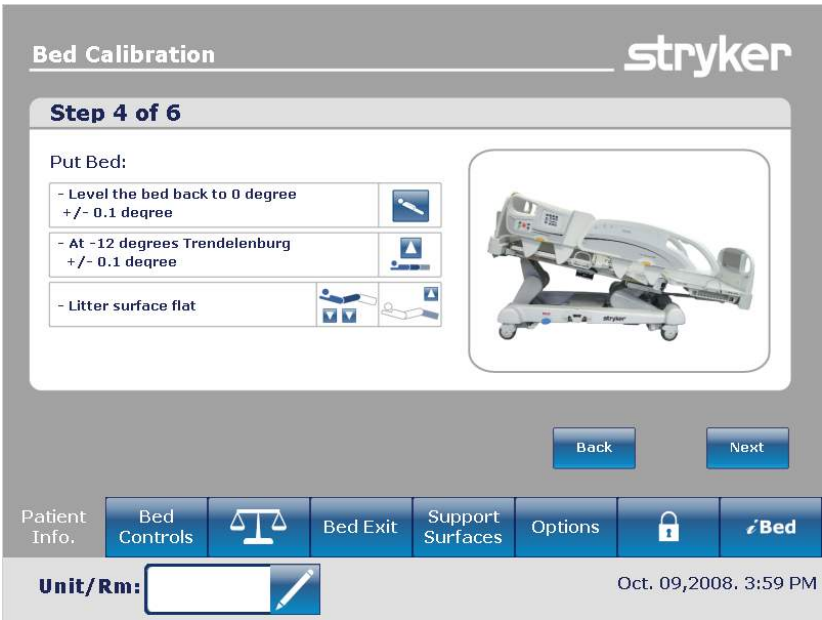 Bed Calibration
stryker
Step 4 of 6
Put Bed:
- Level the bed back to 0 degree
+/- 0.1 degree
- At -12 degrees Trendelenburg
+/- 0.1 degree
- Litter surface flat
stryker
Back
Next
Patient
Info.
Bed
Controls
Bed Exit
Support
Surfaces
Options
iBed
Unit/Rm:
Oct. 09,2008. 3:59 PM